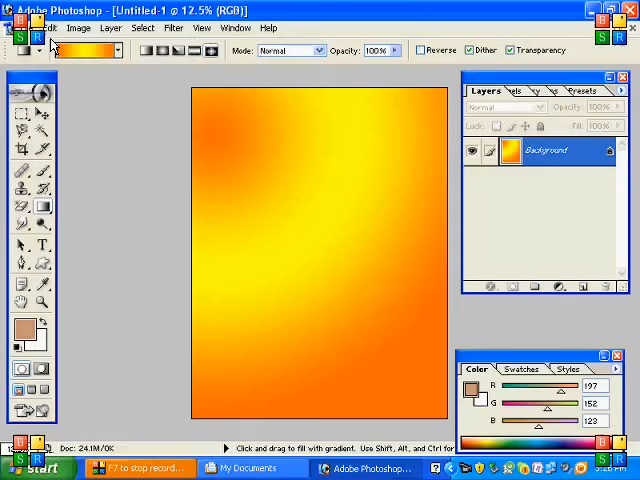 Adobe Photoshop - [Untitled-1 @ 12.5% (RGB)]
Image Layer Select Filter View Window Help
Mode: Normal Opacity: 100% Reverse Dither Transparency
Layers Presets
Normal Opacity: 100%
Lock: Fill: 100%
Background
Color Swatches Styles
R 197
G 152
B 123
Doc: 24.1M/0K Click and drag to fill with gradient. Use Shift, Alt, and Ctrl for
start F7 to stop record... My Documents Adobe Photoshop...
B
S R
B
S R
B
S R
B
S R